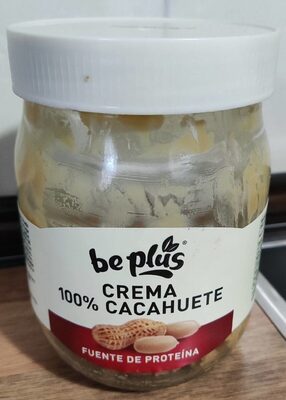 be plus
CREMA
100% CACAHUETE
FUENTE DE PROTEÍNA